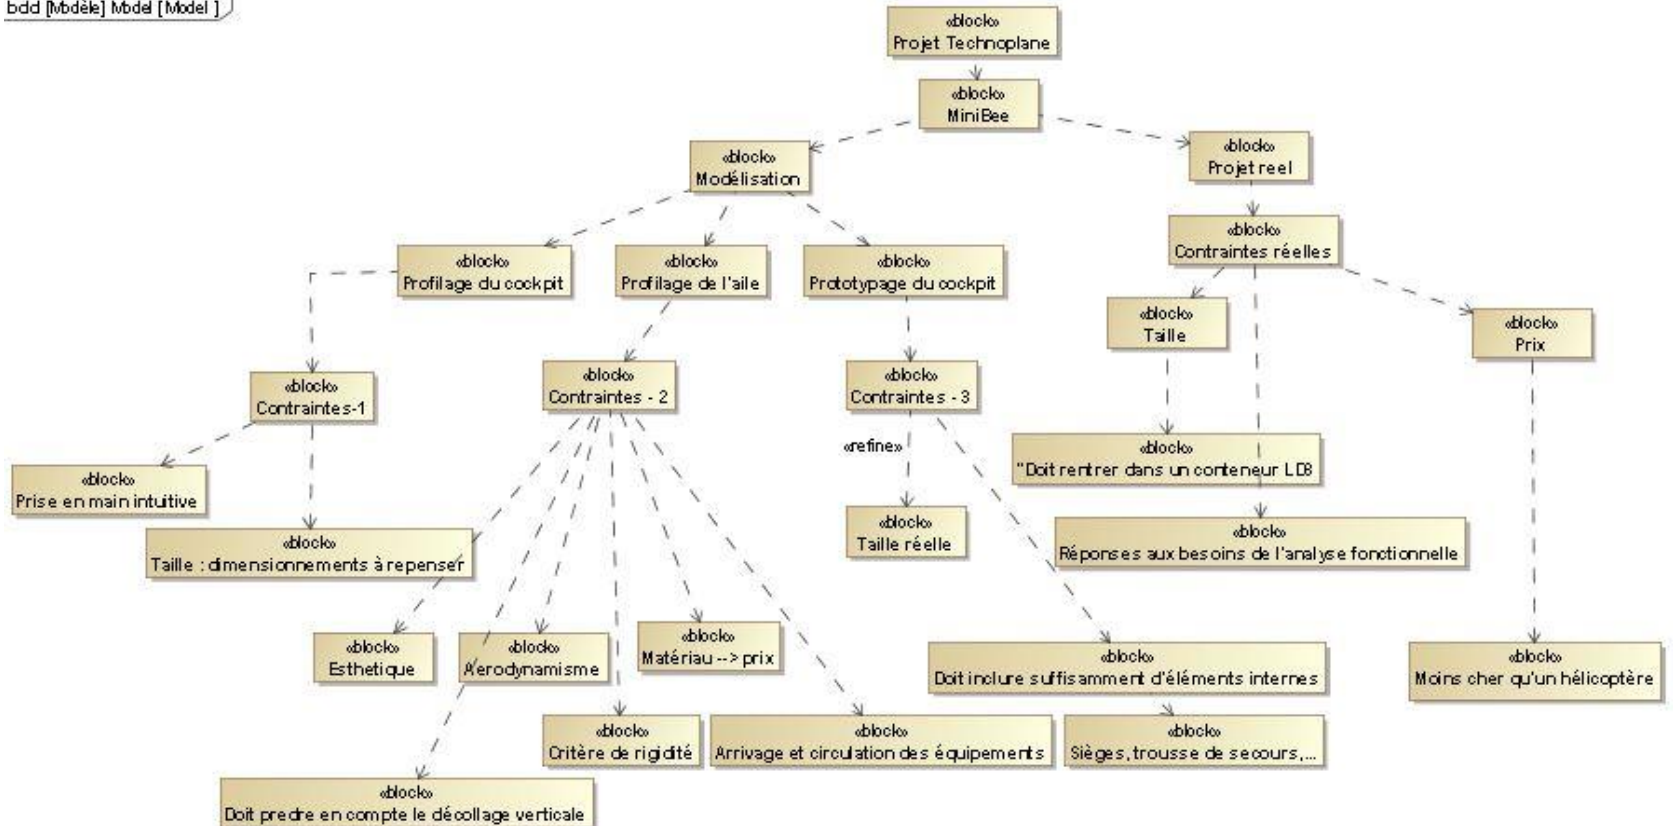 bdd [Modèle] Model [ Model ]
«block»
Projet Technoplane
«block»
MiniBee
«block»
Modélisation
«block»
Projet reel
«block»
Profilage du cockpit
«block»
Profilage de l'aile
«block»
Prototypage du cockpit
«block»
Contraintes réelles
«block»
Taille
«block»
Prix
«block»
Contraintes-1
«block»
Contraintes - 2
«block»
Contraintes - 3
«refine»
«block»
"Doit rentrer dans un conteneur LD8
«block»
Prise en main intuitive
«block»
Taille : dimensionnements à repenser
«block»
Taille réelle
«block»
Réponses aux besoins de l'analyse fonctionnelle
«block»
Esthetique
«block»
Aerodynamisme
«block»
Matériau --> prix
«block»
Doit inclure suffisamment d'éléments internes
«block»
Moins cher qu'un hélicoptère
«block»
Critère de rigidité
«block»
Arrivage et circulation des équipements
«block»
Sièges, trousse de secours,...
«block»
Doit predre en compte le décollage verticale